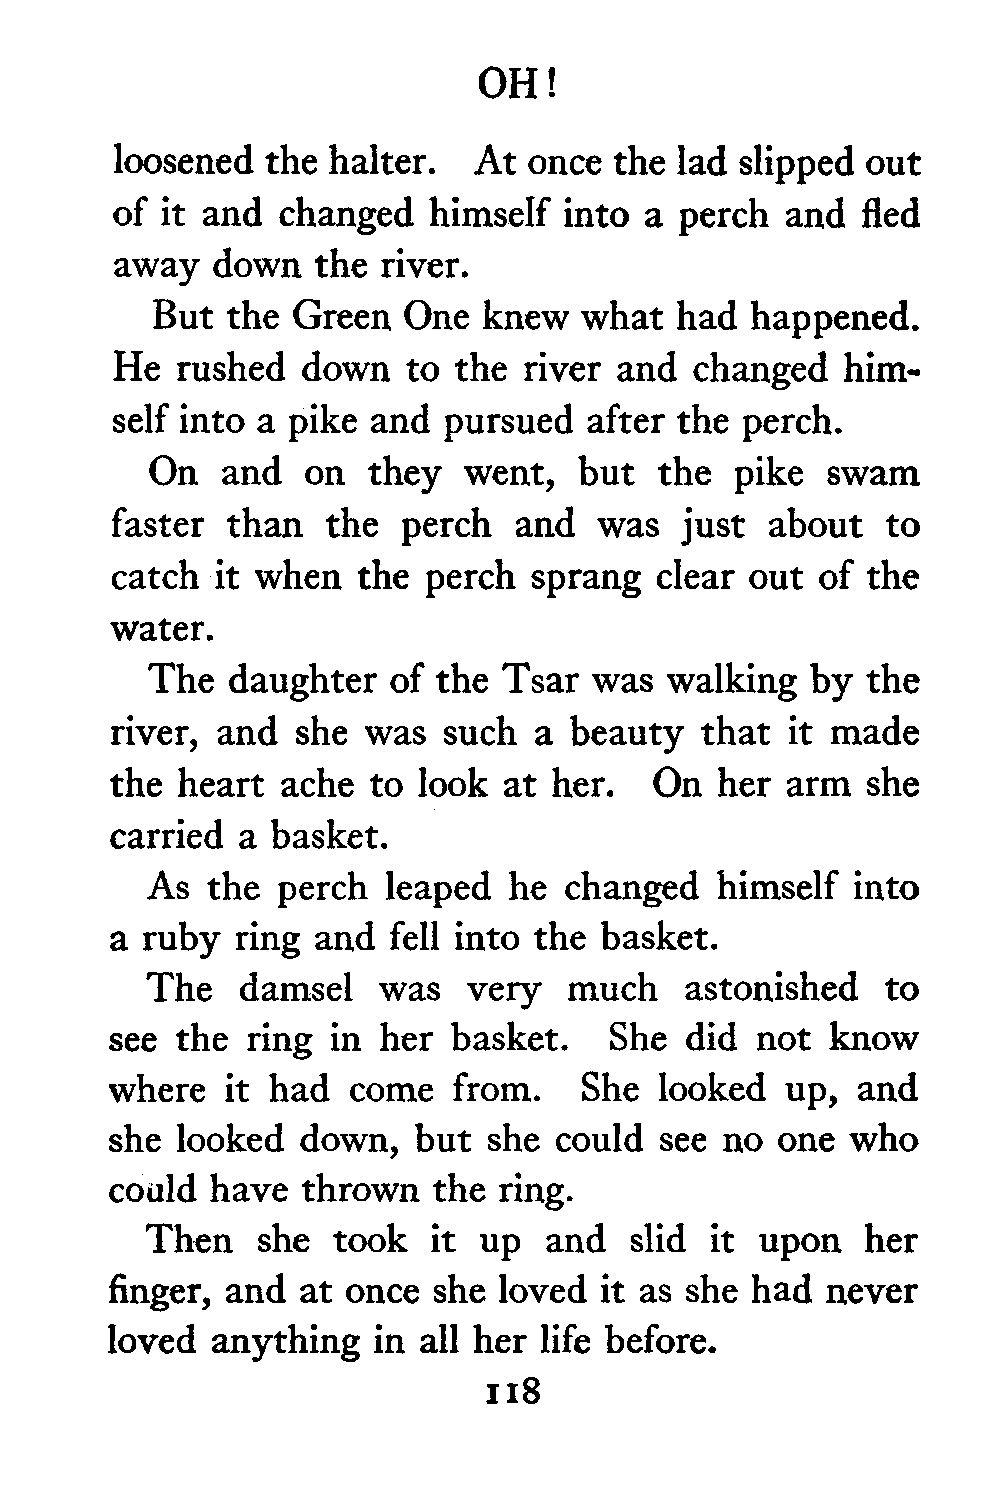 OH!
loosened the halter. At once the lad slipped out
of it and changed himself into a perch and fled
away down the river.
But the Green One knew what had happened.
He rushed down to the river and changed him-
self into a pike and pursued after the perch.
On and on they went, but the pike swam
faster than the perch and was just about to
catch it when the perch sprang clear out of the
water.
The daughter of the Tsar was walking by the
river, and she was such a beauty that it made
the heart ache to look at her. On her arm she
carried a basket.
As the perch leaped he changed himself into
a ruby ring and fell into the basket.
The damsel was very much astonished to
see the ring in her basket. She did not know
where it had come from. She looked up, and
she looked down, but she could see no one who
could have thrown the ring.
Then she took it up and slid it upon her
finger, and at once she loved it as she had never
loved anything in all her life before.
118